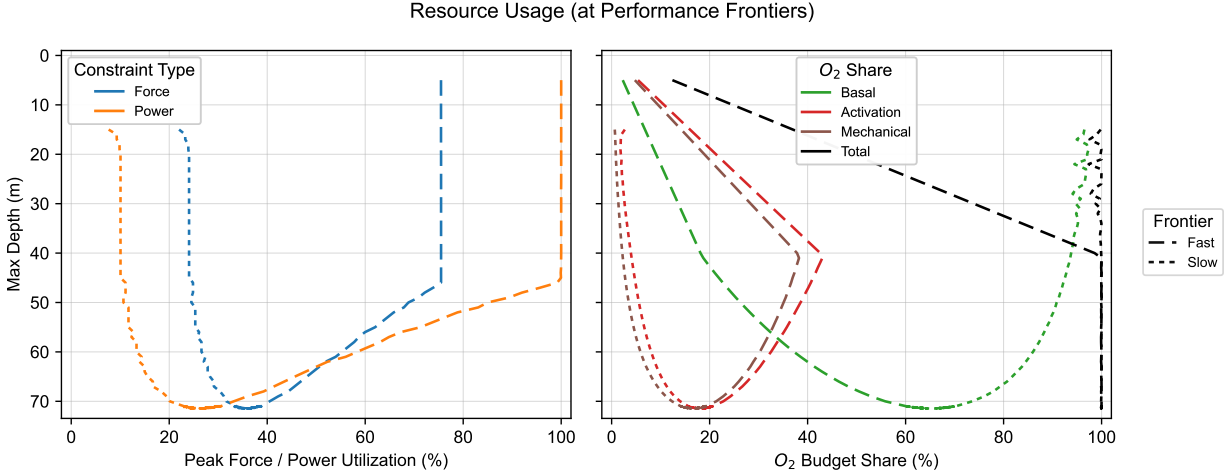 Resource Usage (at Performance Frontiers)
Max Depth (m)
0
10
20
30
40
50
60
70
Constraint Type
Force
Power
0 20 40 60 80 100
Peak Force / Power Utilization (%)
O₂ Share
Basal
Activation
Mechanical
Total
0 20 40 60 80 100
O₂ Budget Share (%)
Frontier
Fast
Slow